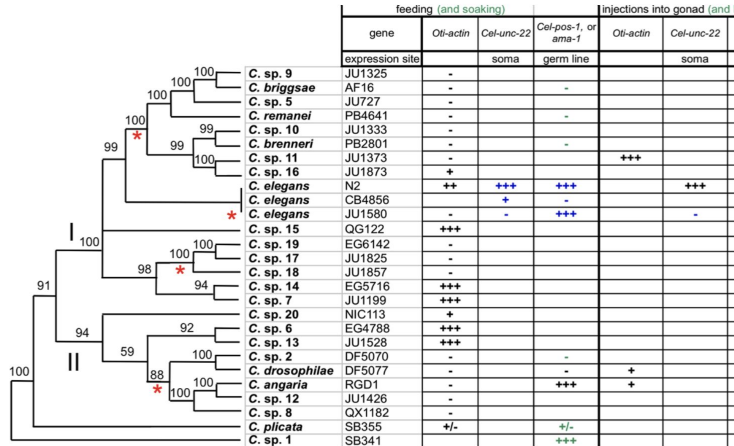 feeding (and soaking) injections into gonad (and
gene Oti-actin Cel-unc-22 Cel-pos-1, or ama-1 Oti-actin Cel-unc-22
expression site soma germ line soma
100 C. sp. 9 JU1325 -
100 C. briggsae AF16 - -
100 C. sp. 5 JU727 -
100 C. remanei PB4641 - -
* 99 C. sp. 10 JU1333 -
99 C. brenneri PB2801 - -
99 C. sp. 11 JU1373 - +++
100 C. sp. 16 JU1873 +
C. elegans N2 ++ +++ +++ +++
C. elegans CB4856 + -
* C. elegans JU1580 - - +++ -
I C. sp. 15 QG122 +++
100 100 C. sp. 19 EG6142 -
100 C. sp. 17 JU1825 -
98 * C. sp. 18 JU1857 -
94 C. sp. 14 EG5716 +++
91 C. sp. 7 JU1199 +++
C. sp. 20 NIC113 +
94 92 C. sp. 6 EG4788 +++
II C. sp. 13 JU1528 +++
59 100 C. sp. 2 DF5070 - -
88 C. drosophilae DF5077 - - +
100 * 100 C. angaria RGD1 - +++ +
100 C. sp. 12 JU1426 -
C. sp. 8 QX1182 -
C. plicata SB355 +/- +/-
C. sp. 1 SB341 +++